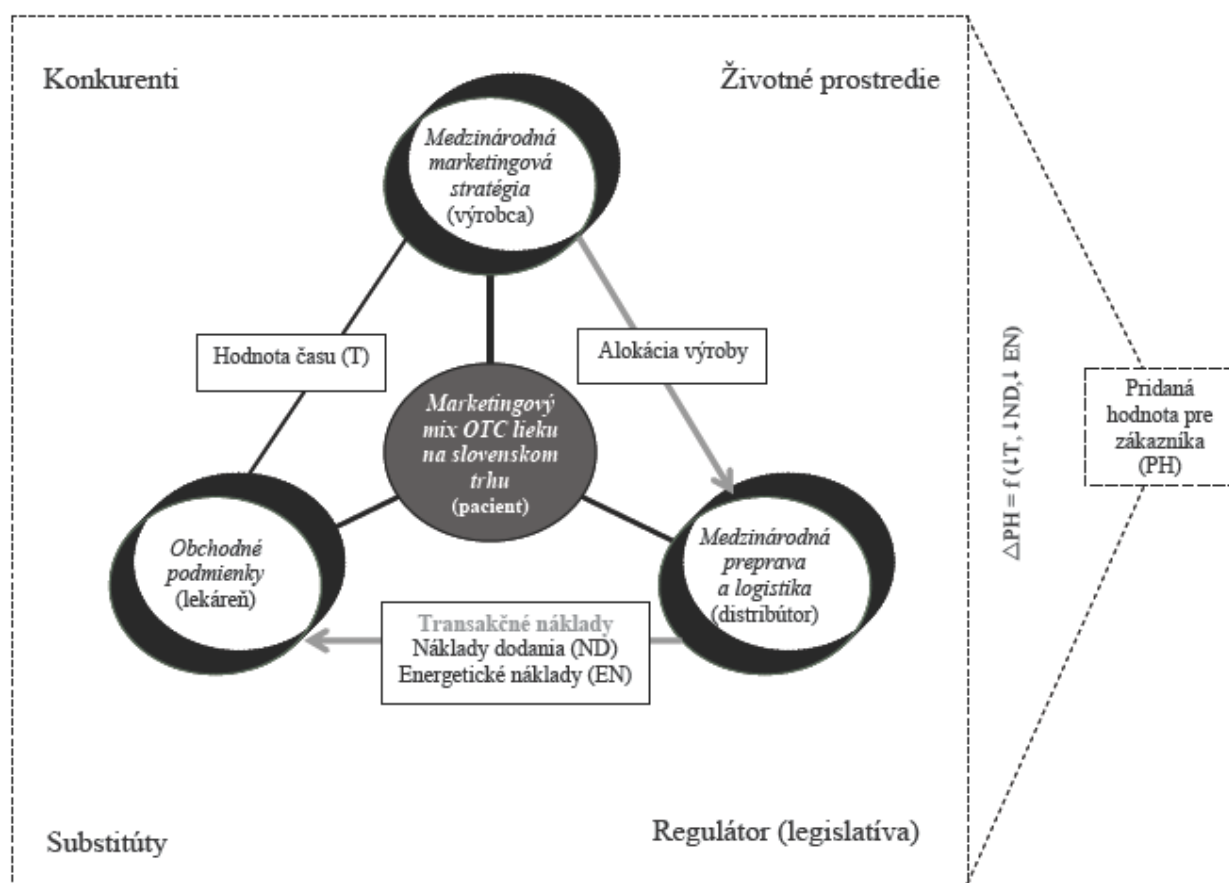 Konkurenti
Životné prostredie
Medzinárodná
marketingová
stratégia
(výrobca)
Hodnota času (T)
Alokácia výroby
Marketingový
mix OTC lieku
na slovenskom
trhu
(pacient)
Obchodné
podmienky
(lekáreň)
Medzinárodná
preprava
a logistika
(distribútor)
Transakčné náklady
Náklady dodania (ND)
Energetické náklady (EN)
Substitúty
Regulátor (legislatíva)
△PH = f (↓T, ↓ND,↓ EN)
Pridaná
hodnota pre
zákazníka
(PH)